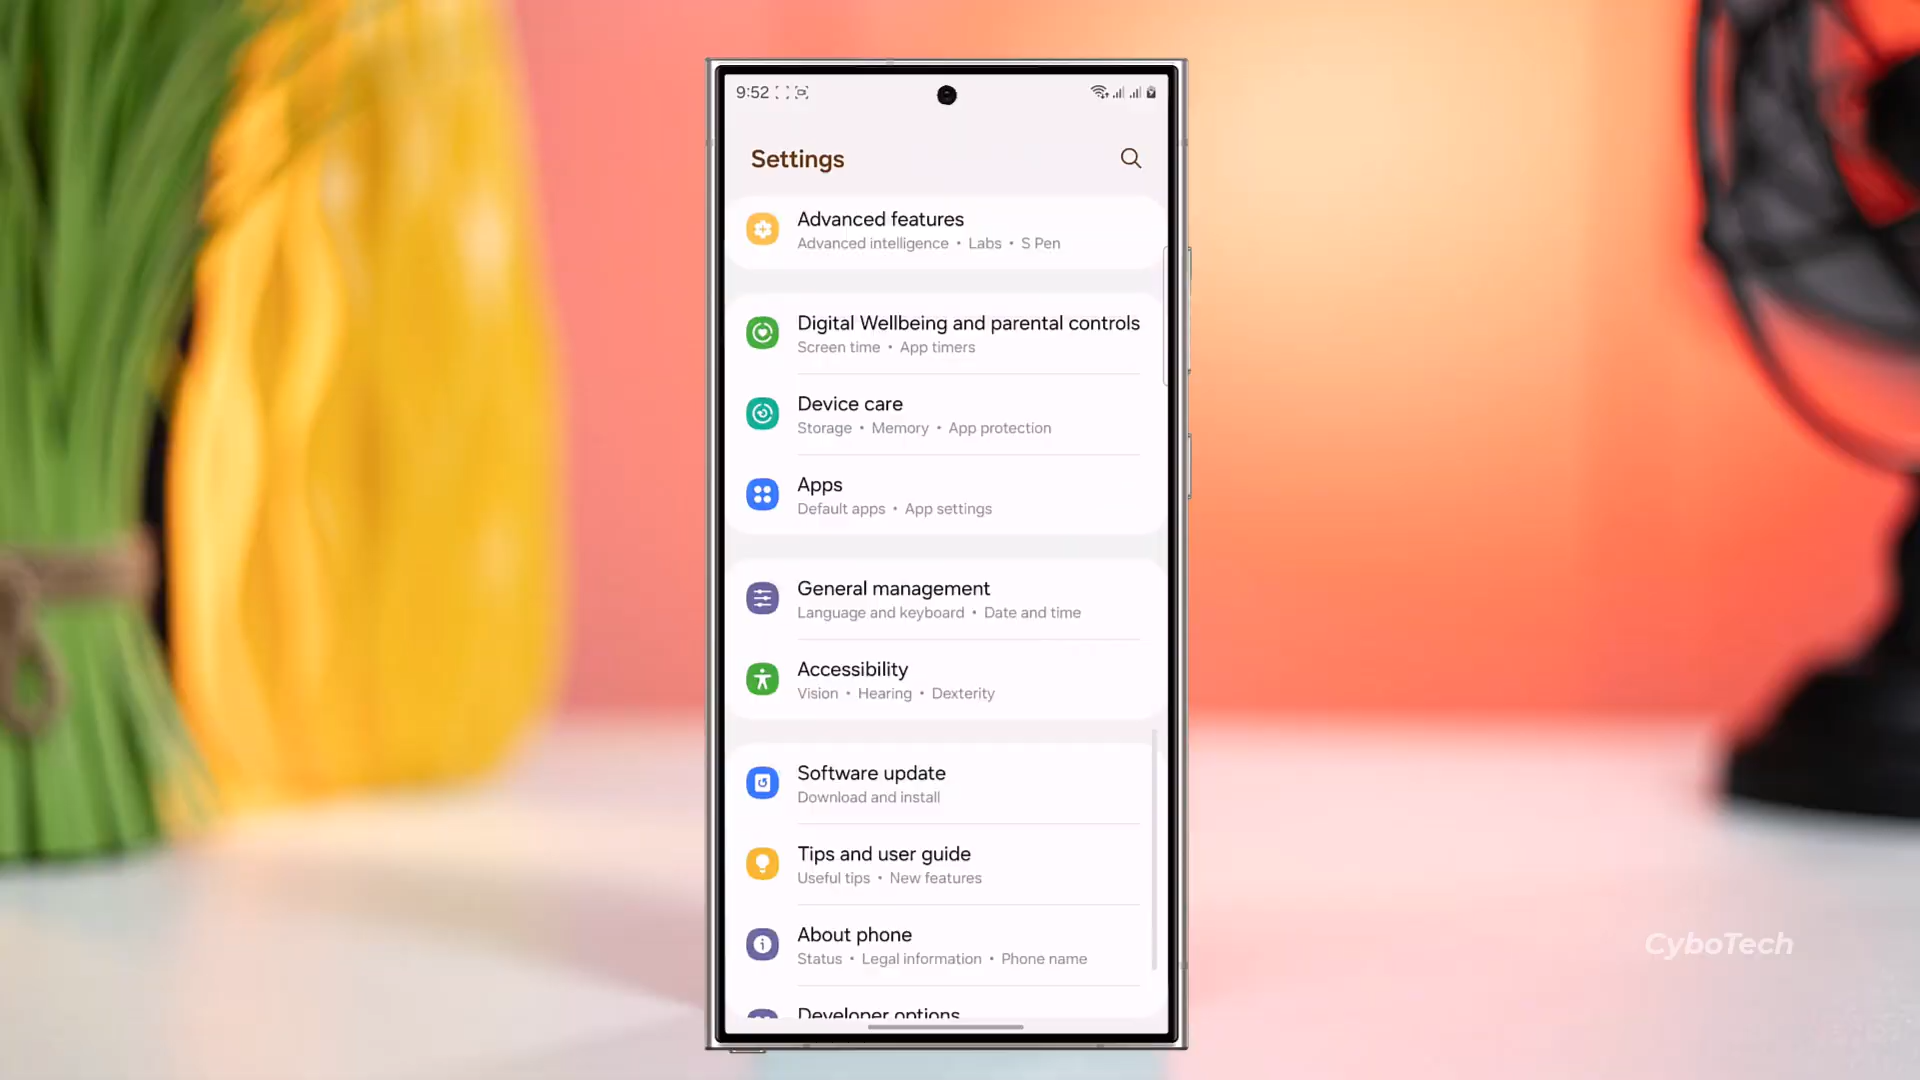 9:52
Settings
Advanced features
Advanced intelligence • Labs • S Pen
Digital Wellbeing and parental controls
Screen time • App timers
Device care
Storage • Memory • App protection
Apps
Default apps • App settings
General management
Language and keyboard • Date and time
Accessibility
Vision • Hearing • Dexterity
Software update
Download and install
Tips and user guide
Useful tips • New features
About phone
Status • Legal information • Phone name
Developer options
CyboTech